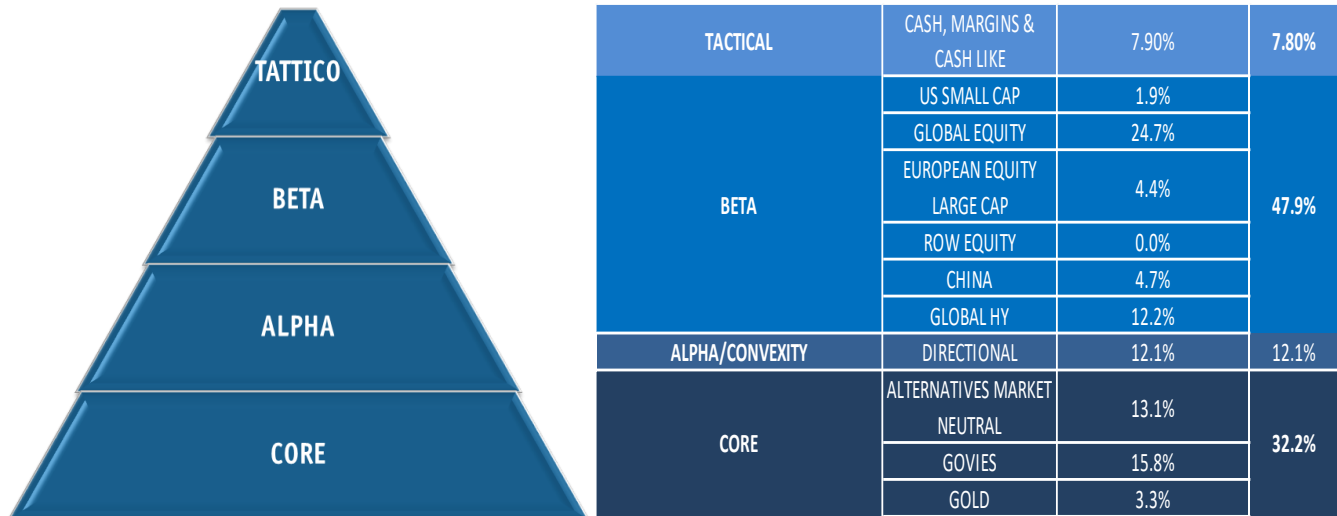 TATTICO
BETA
ALPHA
CORE
TACTICAL
CASH, MARGINS &
CASH LIKE
7.90%
7.80%
BETA
US SMALL CAP
1.9%
GLOBAL EQUITY
24.7%
EUROPEAN EQUITY
LARGE CAP
4.4%
ROW EQUITY
0.0%
CHINA
4.7%
GLOBAL HY
12.2%
47.9%
ALPHA/CONVEXITY
DIRECTIONAL
12.1%
12.1%
CORE
ALTERNATIVES MARKET
NEUTRAL
13.1%
GOVIES
15.8%
GOLD
3.3%
32.2%